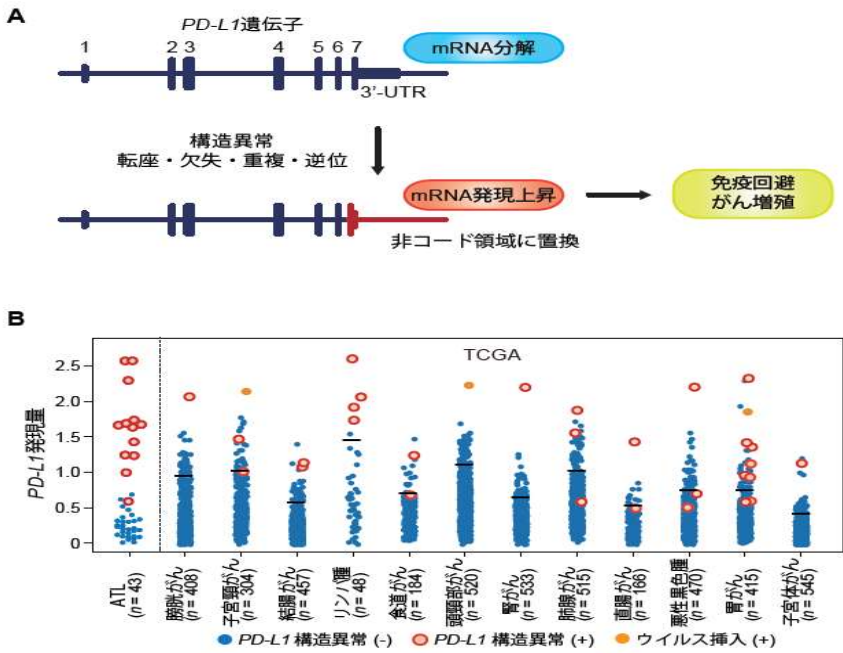 A
PD-L1遺伝子
1 2 3 4 5 6 7
mRNA分解
3'-UTR
構造異常
転座・欠失・重複・逆位
mRNA発現上昇
免疫回避
がん増殖
非コード領域に置換
B
TCGA
PD-L1発現量
2.5
2.0
1.5
1.0
0.5
0
ATL
(n = 43)
膀胱がん
(n = 408)
子宮頸がん
(n = 304)
結腸がん
(n = 457)
リンパ腫
(n = 48)
食道がん
(n = 184)
頭頸部がん
(n = 520)
腎がん
(n = 533)
肺腺がん
(n = 515)
直腸がん
(n = 166)
悪性黒色腫
(n = 470)
胃がん
(n = 415)
子宮体がん
(n = 545)
PD-L1 構造異常 (-) PD-L1 構造異常 (+) ウイルス挿入 (+)